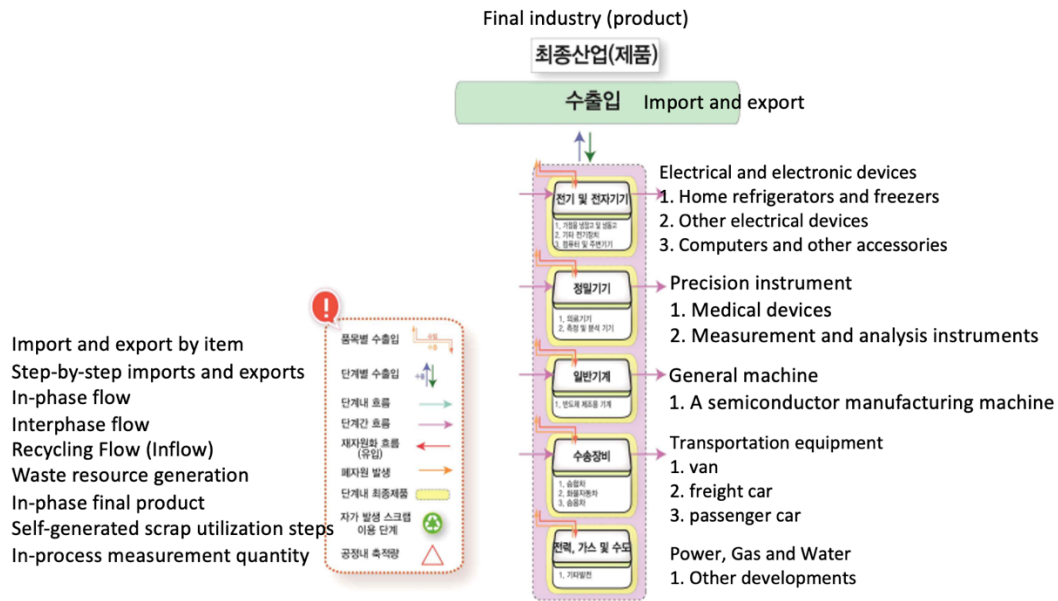 Final industry (product)
최종산업(제품)
수출입 Import and export
전기 및 전자기기
1. 가정용 냉장고 및 냉동고
2. 기타 전기장치
3. 컴퓨터 및 주변기기
Electrical and electronic devices
1. Home refrigerators and freezers
2. Other electrical devices
3. Computers and other accessories
정밀기기
1. 의료기기
2. 측정 및 분석 기기
Precision instrument
1. Medical devices
2. Measurement and analysis instruments
일반기계
1. 반도체 제조용 기계
General machine
1. A semiconductor manufacturing machine
수송장비
1. 승합차
2. 화물자동차
3. 승용차
Transportation equipment
1. van
2. freight car
3. passenger car
전력, 가스 및 수도
1. 기타발전
Power, Gas and Water
1. Other developments
!
Import and export by item
Step-by-step imports and exports
In-phase flow
Interphase flow
Recycling Flow (Inflow)
Waste resource generation
In-phase final product
Self-generated scrap utilization steps
In-process measurement quantity
품목별 수출입
단계별 수출입
단계내 흐름
단계간 흐름
재자원화 흐름
(유입)
폐자원 발생
단계내 최종제품
자가 발생 스크랩
이용 단계
공정내 축적량